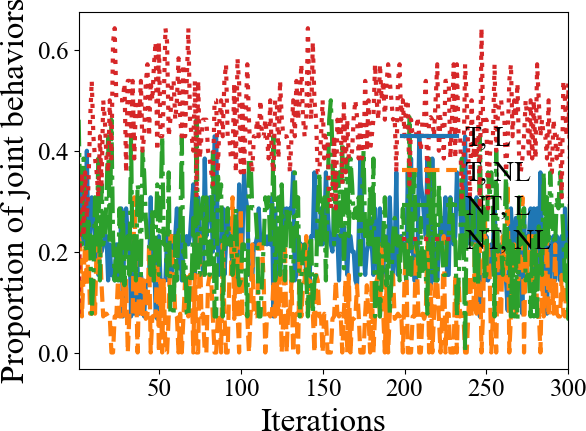 Proportion of joint behaviors
0.6
0.4
0.2
0.0
T, L
T, NL
NT, L
NT, NL
50
100
150
200
250
300
Iterations